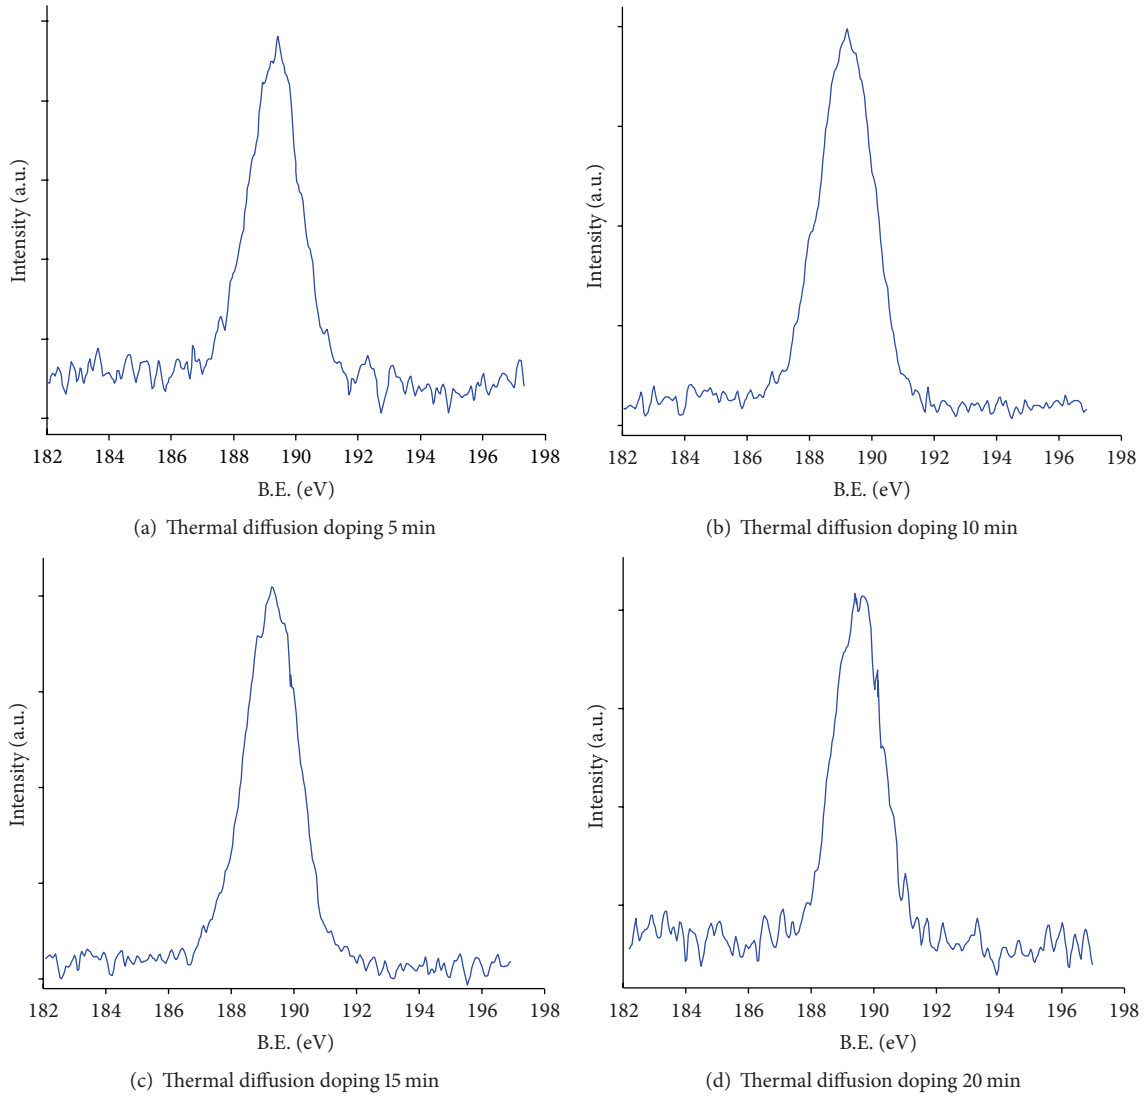 Intensity (a.u.)
182 184 186 188 190 192 194 196 198
B.E. (eV)
(a) Thermal diffusion doping 5 min
Intensity (a.u.)
182 184 186 188 190 192 194 196 198
B.E. (eV)
(b) Thermal diffusion doping 10 min
Intensity (a.u.)
182 184 186 188 190 192 194 196 198
B.E. (eV)
(c) Thermal diffusion doping 15 min
Intensity (a.u.)
182 184 186 188 190 192 194 196 198
B.E. (eV)
(d) Thermal diffusion doping 20 min